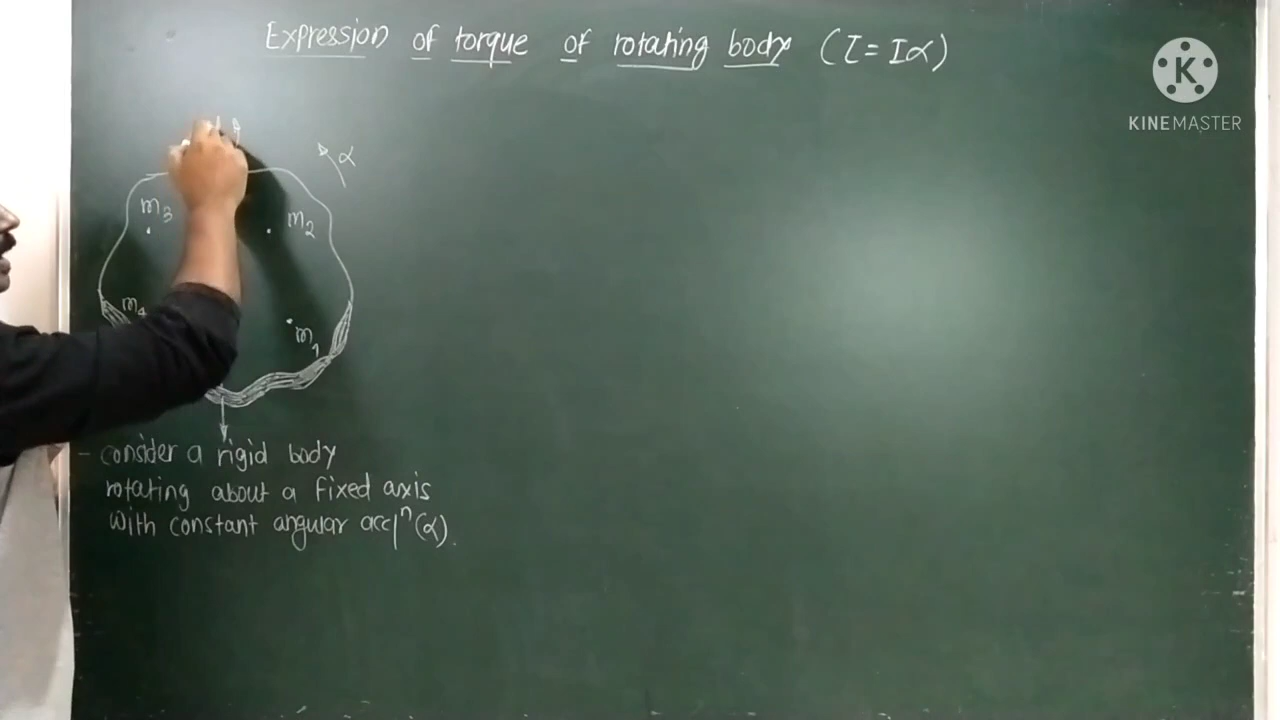 Expression of torque of rotating body (τ = Iα)
K
KINEMASTER
α
m3
m2
m4
m1
- consider a rigid body
rotating about a fixed axis
with constant angular accl^n (α).